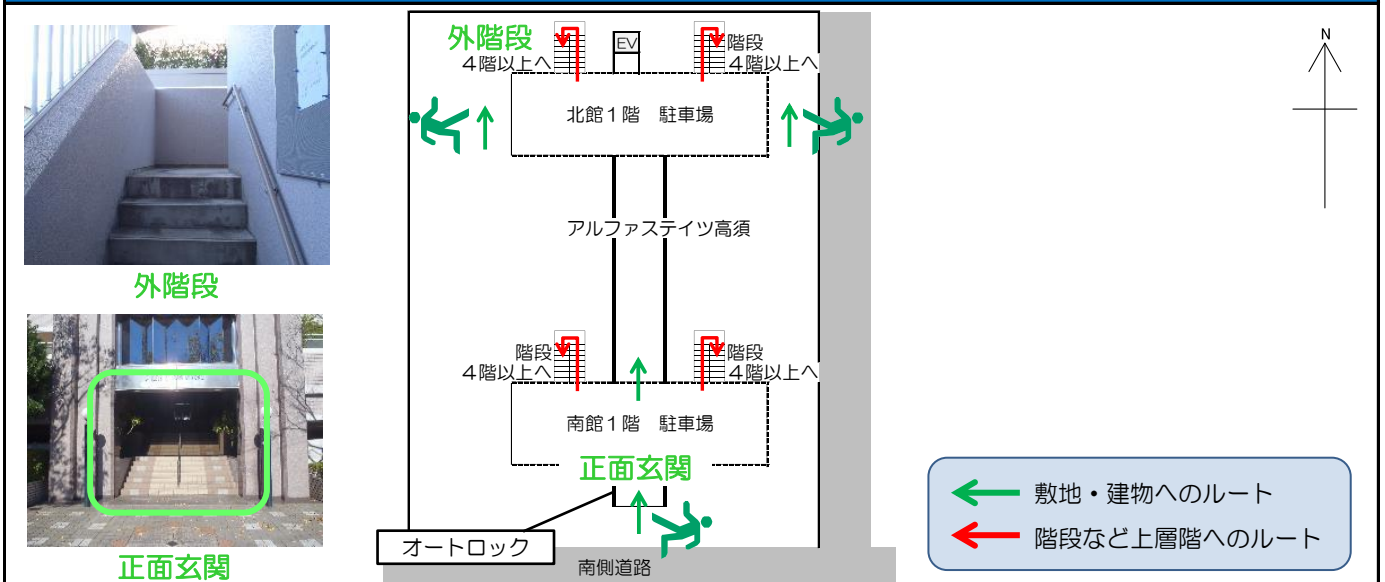 外階段
正面玄関
外階段
4階以上へ
EV
階段
4階以上へ
北館1階 駐車場
アルファステイツ高須
階段
4階以上へ
階段
4階以上へ
南館1階 駐車場
正面玄関
オートロック
南側道路
N
敷地・建物へのルート
階段など上層階へのルート